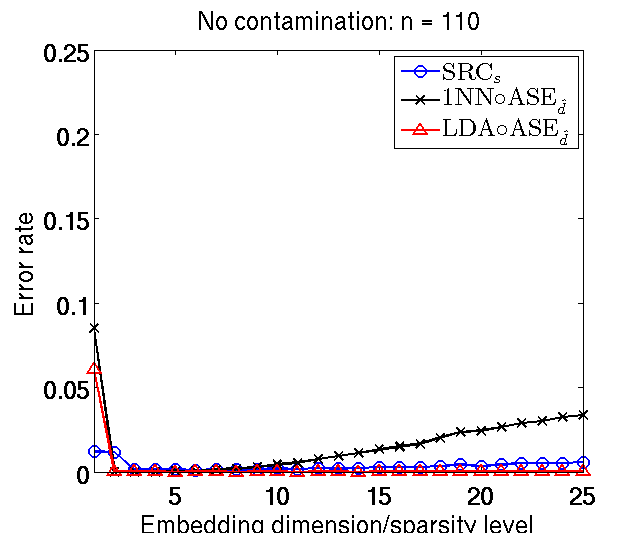 No contamination: n = 110
SRC_s
1NN∘ASE_d̂
LDA∘ASE_d̂
Error rate
0.25
0.2
0.15
0.1
0.05
0
5 10 15 20 25
Embedding dimension/sparsity level